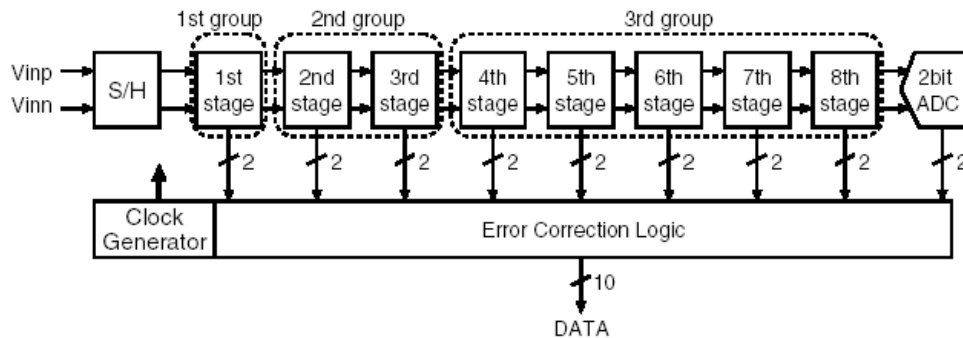 1st group 2nd group 3rd group
Vinp
Vinn
S/H
1st stage
2nd stage
3rd stage
4th stage
5th stage
6th stage
7th stage
8th stage
2bit ADC
2 2 2 2 2 2 2 2 2
Clock Generator
Error Correction Logic
10
DATA